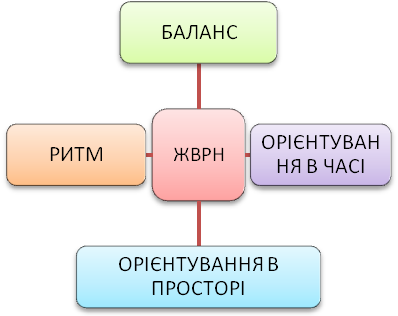 БАЛАНС
РИТМ
ЖВРН
ОРІЄНТУВАН
НЯ В ЧАСІ
ОРІЄНТУВАННЯ В
ПРОСТОРІ